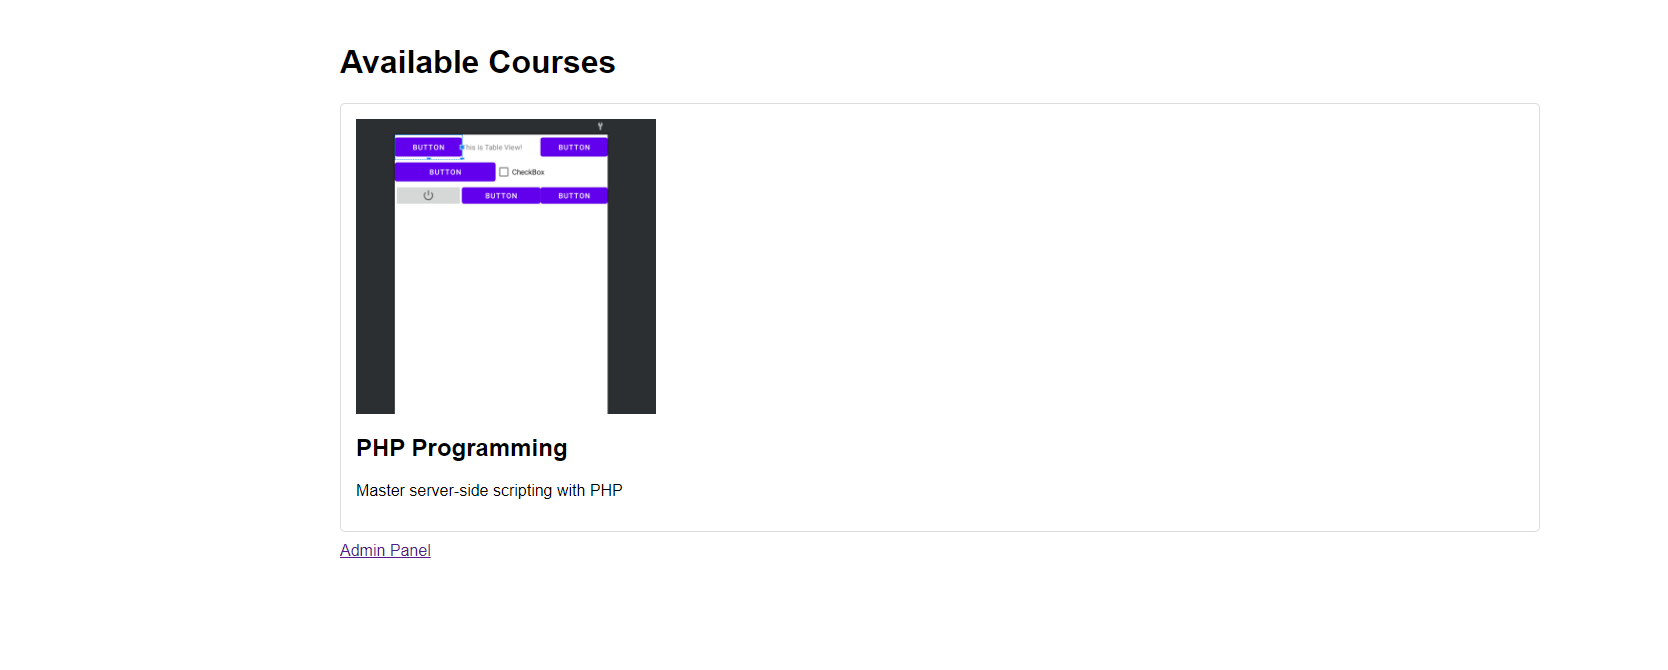 Available Courses
BUTTON This is Table View! BUTTON
BUTTON CheckBox
BUTTON BUTTON
PHP Programming
Master server-side scripting with PHP
Admin Panel